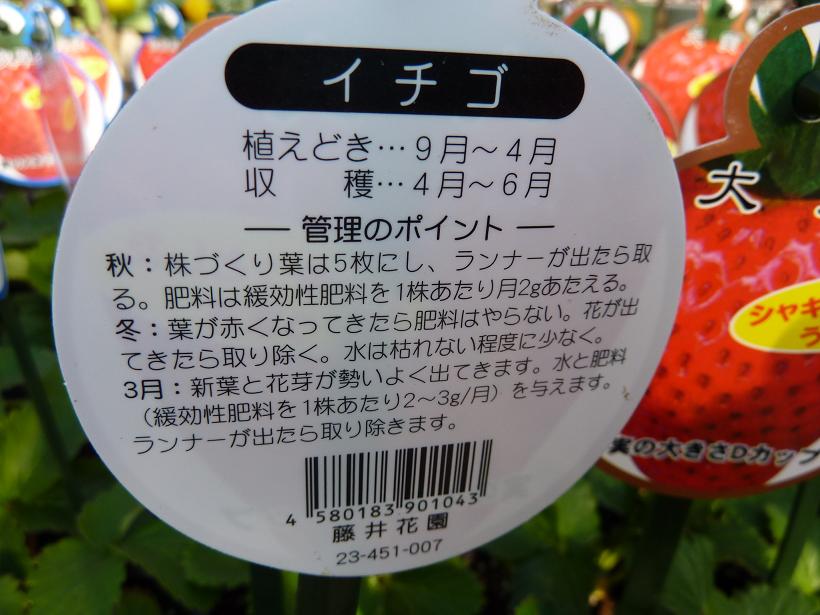 イチゴ
植えどき…9月～4月
収　　穫…4月～6月
― 管理のポイント ―
秋：株づくり葉は5枚にし、ランナーが出たら取
る。肥料は緩効性肥料を1株あたり月2gあたえる。
冬：葉が赤くなってきたら肥料はやらない。花が出
てきたら取り除く。水は枯れない程度に少なく。
3月：新葉と花芽が勢いよく出てきます。水と肥料
（緩効性肥料を1株あたり2～3g/月）を与えます。
ランナーが出たら取り除きます。
4 580183 901043
藤井花園
23-451-007
大
シャキ
実の大きさDカップ